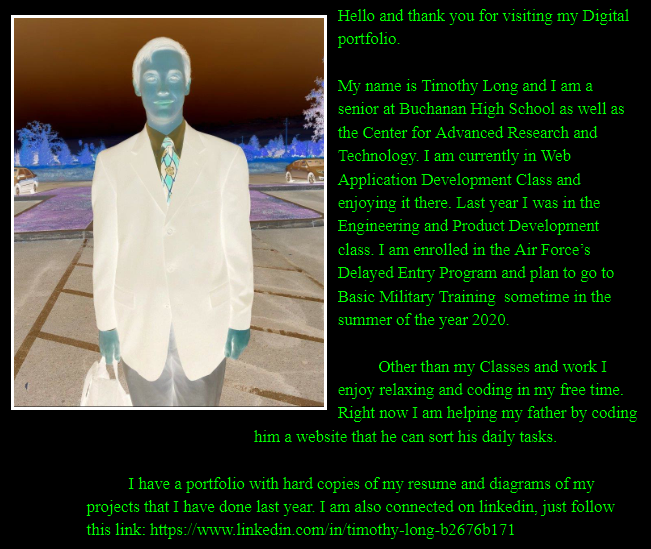 Hello and thank you for visiting my Digital
portfolio.
My name is Timothy Long and I am a
senior at Buchanan High School as well as
the Center for Advanced Research and
Technology. I am currently in Web
Application Development Class and
enjoying it there. Last year I was in the
Engineering and Product Development
class. I am enrolled in the Air Force’s
Delayed Entry Program and plan to go to
Basic Military Training  sometime in the
summer of the year 2020.
Other than my Classes and work I
enjoy relaxing and coding in my free time.
Right now I am helping my father by coding
him a website that he can sort his daily tasks.
I have a portfolio with hard copies of my resume and diagrams of my
projects that I have done last year. I am also connected on linkedin, just follow
this link: https://www.linkedin.com/in/timothy-long-b2676b171